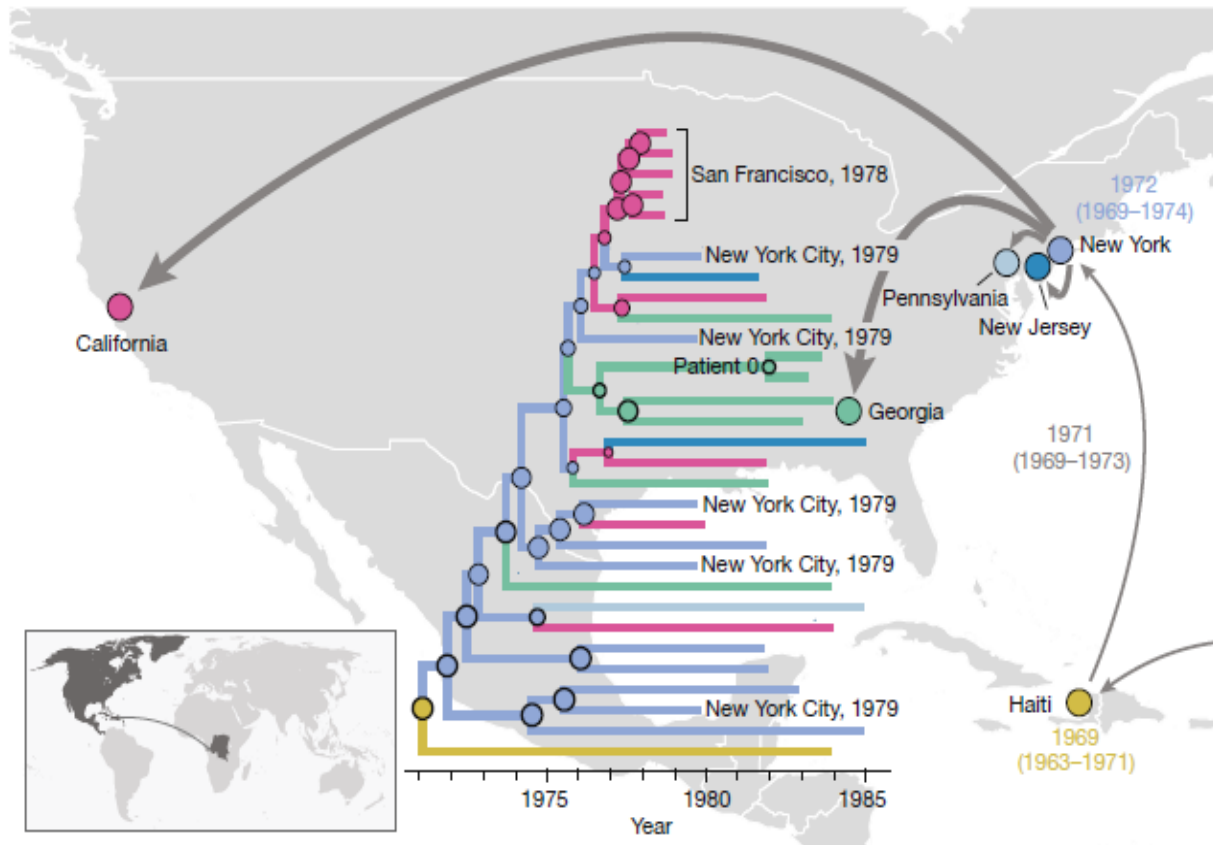 San Francisco, 1978
1972
(1969–1974)
New York
New York City, 1979
Pennsylvania
New Jersey
California
New York City, 1979
Patient 0
Georgia
1971
(1969–1973)
New York City, 1979
New York City, 1979
Haiti
New York City, 1979
1969
(1963–1971)
1975
1980
1985
Year